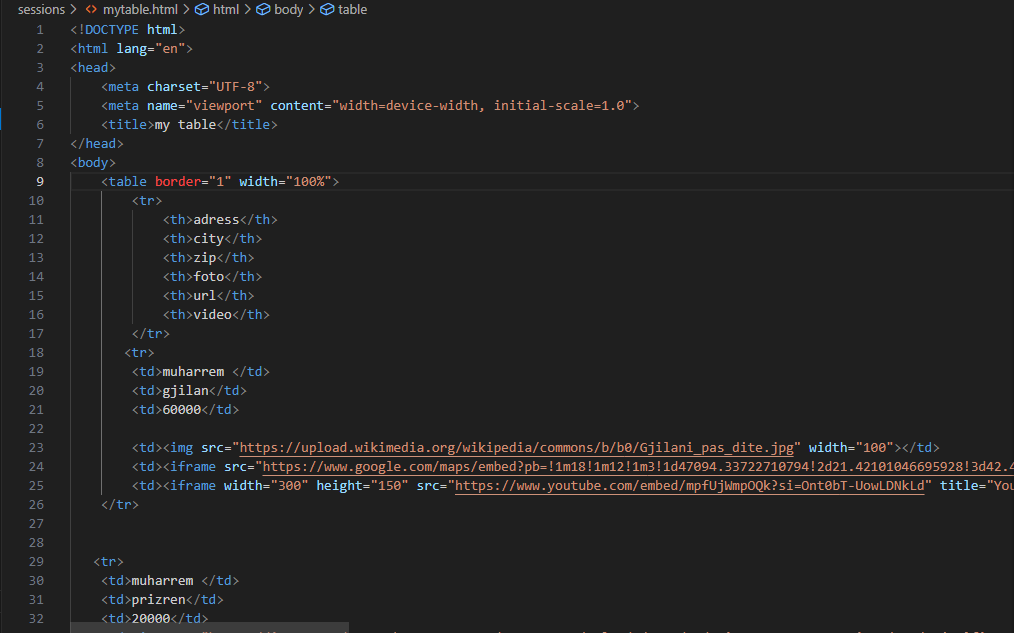 sessions > <> mytable.html > html > body > table
1 <!DOCTYPE html>
2 <html lang="en">
3 <head>
4 <meta charset="UTF-8">
5 <meta name="viewport" content="width=device-width, initial-scale=1.0">
6 <title>my table</title>
7 </head>
8 <body>
9 <table border="1" width="100%">
10 <tr>
11 <th>adress</th>
12 <th>city</th>
13 <th>zip</th>
14 <th>foto</th>
15 <th>url</th>
16 <th>video</th>
17 </tr>
18 <tr>
19 <td>muharrem </td>
20 <td>gjilan</td>
21 <td>60000</td>
22
23 <td><img src="https://upload.wikimedia.org/wikipedia/commons/b/b0/Gjilani_pas_dite.jpg" width="100"></td>
24 <td><iframe src="https://www.google.com/maps/embed?pb=!1m18!1m12!1m3!1d47094.33722710794!2d21.42101046695928!3d42.4
25 <td><iframe width="300" height="150" src="https://www.youtube.com/embed/mpfUjWmpOQk?si=Ont0bT-UowLDNkLd" title="You
26 </tr>
27
28
29 <tr>
30 <td>muharrem </td>
31 <td>prizren</td>
32 <td>20000</td>